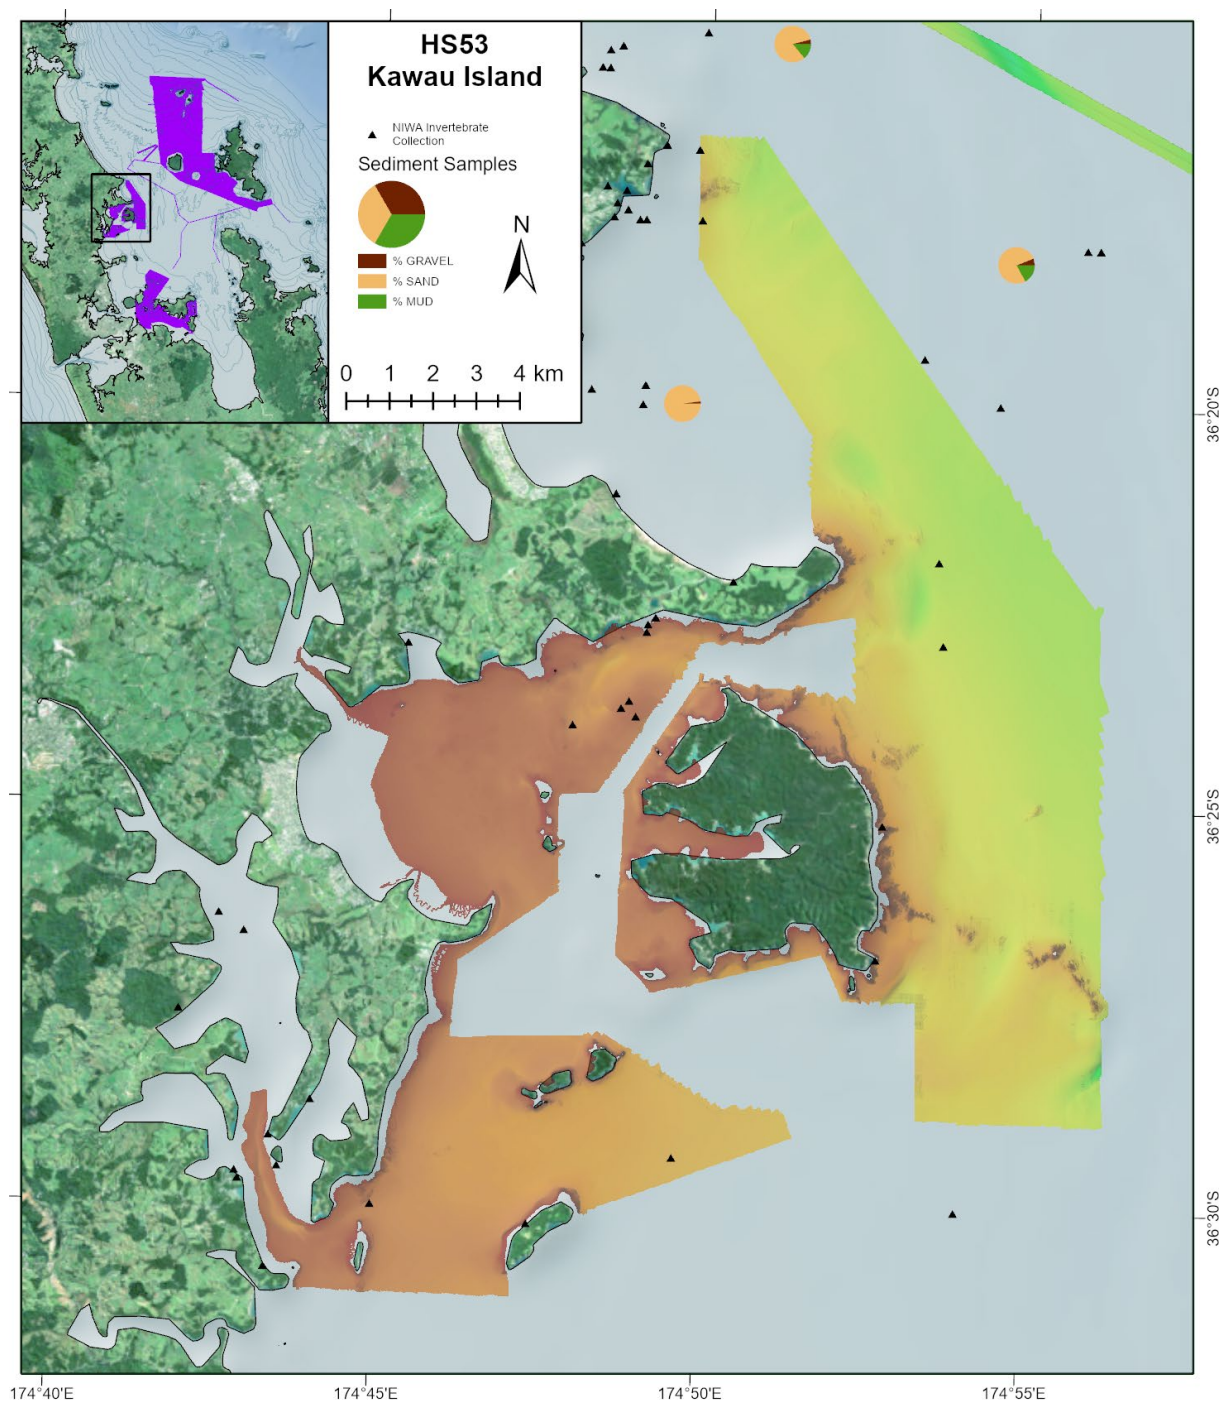 HS53
Kawau Island
NIWA Invertebrate
Collection
Sediment Samples
% GRAVEL
% SAND
% MUD
N
0 1 2 3 4 km
36°20'S
36°25'S
36°30'S
174°40'E 174°45'E 174°50'E 174°55'E